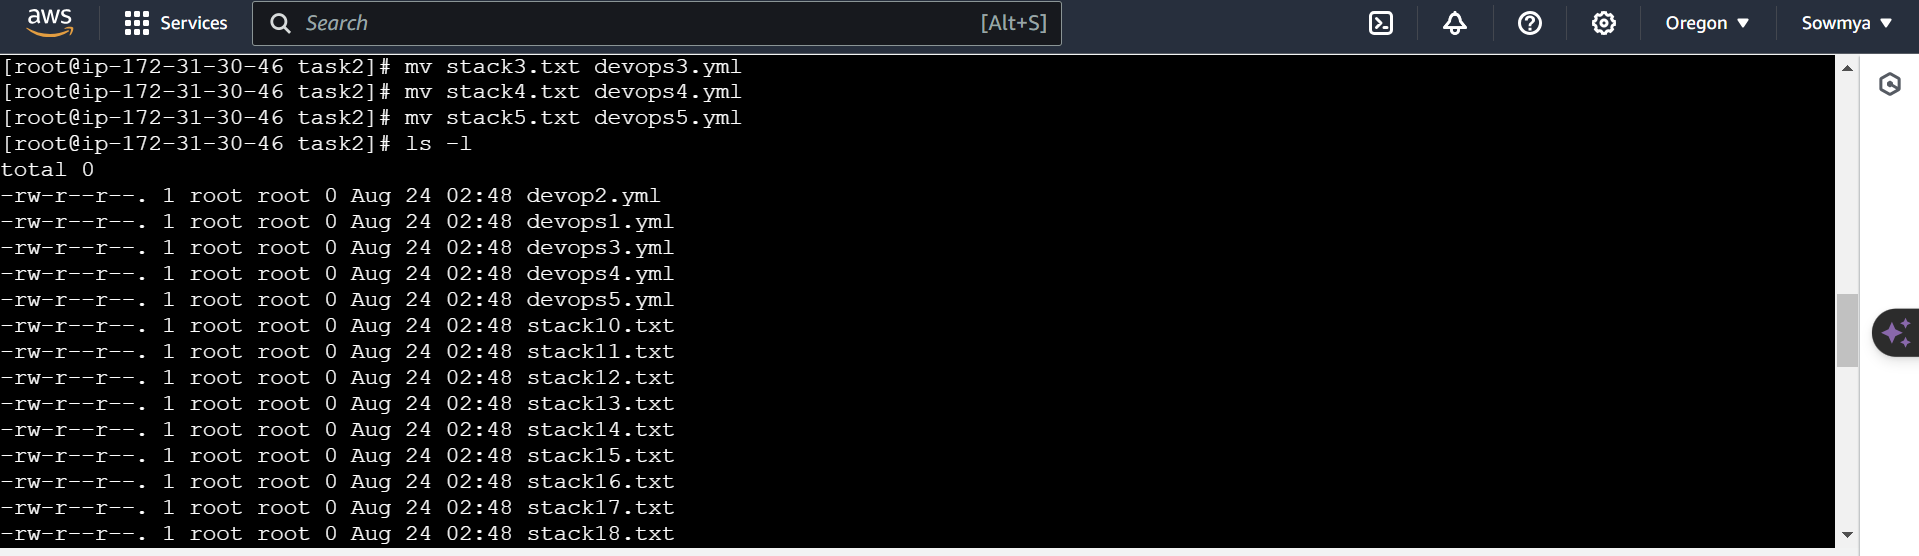 aws Services Search [Alt+S] Oregon Sowmya
[root@ip-172-31-30-46 task2]# mv stack3.txt devops3.yml
[root@ip-172-31-30-46 task2]# mv stack4.txt devops4.yml
[root@ip-172-31-30-46 task2]# mv stack5.txt devops5.yml
[root@ip-172-31-30-46 task2]# ls -l
total 0
-rw-r--r--. 1 root root 0 Aug 24 02:48 devop2.yml
-rw-r--r--. 1 root root 0 Aug 24 02:48 devops1.yml
-rw-r--r--. 1 root root 0 Aug 24 02:48 devops3.yml
-rw-r--r--. 1 root root 0 Aug 24 02:48 devops4.yml
-rw-r--r--. 1 root root 0 Aug 24 02:48 devops5.yml
-rw-r--r--. 1 root root 0 Aug 24 02:48 stack10.txt
-rw-r--r--. 1 root root 0 Aug 24 02:48 stack11.txt
-rw-r--r--. 1 root root 0 Aug 24 02:48 stack12.txt
-rw-r--r--. 1 root root 0 Aug 24 02:48 stack13.txt
-rw-r--r--. 1 root root 0 Aug 24 02:48 stack14.txt
-rw-r--r--. 1 root root 0 Aug 24 02:48 stack15.txt
-rw-r--r--. 1 root root 0 Aug 24 02:48 stack16.txt
-rw-r--r--. 1 root root 0 Aug 24 02:48 stack17.txt
-rw-r--r--. 1 root root 0 Aug 24 02:48 stack18.txt